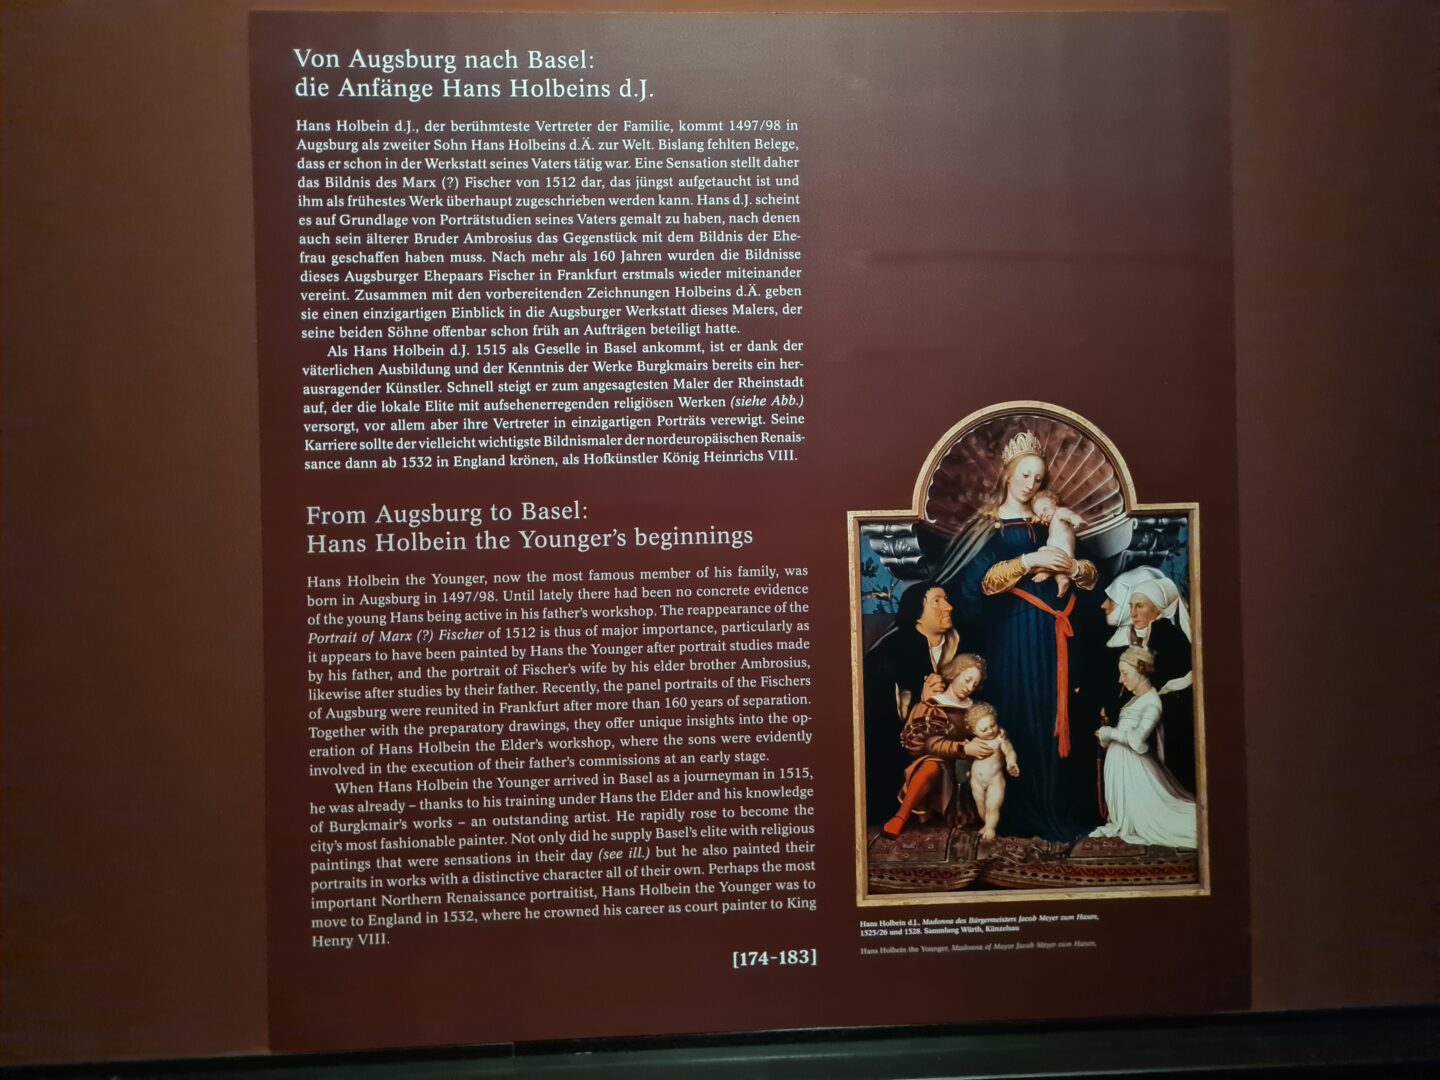 Von Augsburg nach Basel:
die Anfänge Hans Holbeins d.J.
Hans Holbein d.J., der berühmteste Vertreter der Familie, kommt 1497/98 in
Augsburg als zweiter Sohn Hans Holbeins d.Ä. zur Welt. Bislang fehlten Belege,
dass er schon in der Werkstatt seines Vaters tätig war. Eine Sensation stellt daher
das Bildnis des Marx (?) Fischer von 1512 dar, das jüngst aufgetaucht ist und
ihm als frühestes Werk überhaupt zugeschrieben werden kann. Hans d.J. scheint
es auf Grundlage von Porträtstudien seines Vaters gemalt zu haben, nach denen
auch sein älterer Bruder Ambrosius das Gegenstück mit dem Bildnis der Ehe-
frau geschaffen haben muss. Nach mehr als 160 Jahren wurden die Bildnisse
dieses Augsburger Ehepaars Fischer in Frankfurt erstmals wieder miteinander
vereint. Zusammen mit den vorbereitenden Zeichnungen Holbeins d.Ä. geben
sie einen einzigartigen Einblick in die Augsburger Werkstatt dieses Malers, der
seine beiden Söhne offenbar schon früh an Aufträgen beteiligt hatte.
Als Hans Holbein d.J. 1515 als Geselle in Basel ankommt, ist er dank der
väterlichen Ausbildung und der Kenntnis der Werke Burgkmairs bereits ein her-
ausragender Künstler. Schnell steigt er zum angesagtesten Maler der Rheinstadt
auf, der die lokale Elite mit aufsehenerregenden religiösen Werken (siehe Abb.)
versorgt, vor allem aber ihre Vertreter in einzigartigen Porträts verewigt. Seine
Karriere sollte der vielleicht wichtigste Bildnismaler der nordeuropäischen Renais-
sance dann ab 1532 in England krönen, als Hofkünstler König Heinrichs VIII.
From Augsburg to Basel:
Hans Holbein the Younger's beginnings
Hans Holbein the Younger, now the most famous member of his family, was
born in Augsburg in 1497/98. Until lately there had been no concrete evidence
of the young Hans being active in his father's workshop. The reappearance of the
Portrait of Marx (?) Fischer of 1512 is thus of major importance, particularly as
it appears to have been painted by Hans the Younger after portrait studies made
by his father, and the portrait of Fischer's wife by his elder brother Ambrosius,
likewise after studies by their father. Recently, the panel portraits of the Fischers
of Augsburg were reunited in Frankfurt after more than 160 years of separation.
Together with the preparatory drawings, they offer unique insights into the op-
eration of Hans Holbein the Elder's workshop, where the sons were evidently
involved in the execution of their father's commissions at an early stage.
When Hans Holbein the Younger arrived in Basel as a journeyman in 1515,
he was already – thanks to his training under Hans the Elder and his knowledge
of Burgkmair's works – an outstanding artist. He rapidly rose to become the
city's most fashionable painter. Not only did he supply Basel's elite with religious
paintings that were sensations in their day (see ill.) but he also painted their
portraits in works with a distinctive character all of their own. Perhaps the most
important Northern Renaissance portraitist, Hans Holbein the Younger was to
move to England in 1532, where he crowned his career as court painter to King
Henry VIII.
[174-183]
Hans Holbein d.J., Madonna des Bürgermeisters Jacob Meyer zum Hasen,
1525/26 und 1528. Sammlung Würth, Künzelsau
Hans Holbein the Younger, Madonna of Mayor Jacob Meyer zum Hasen,